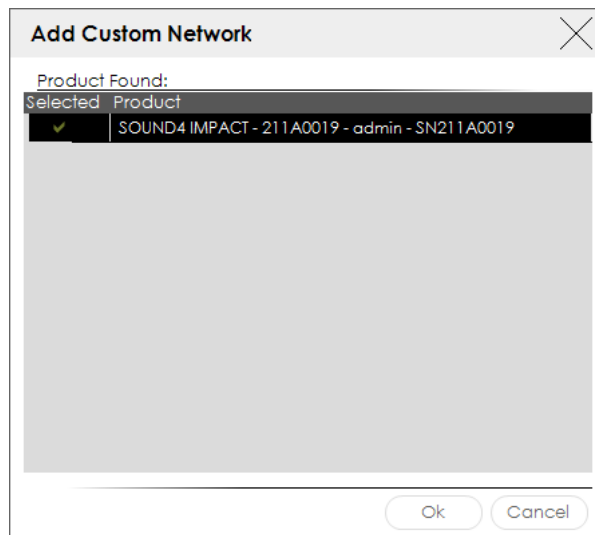 Add Custom Network
Product Found:
Selected Product
SOUND4 IMPACT - 211A0019 - admin - SN211A0019
Ok Cancel